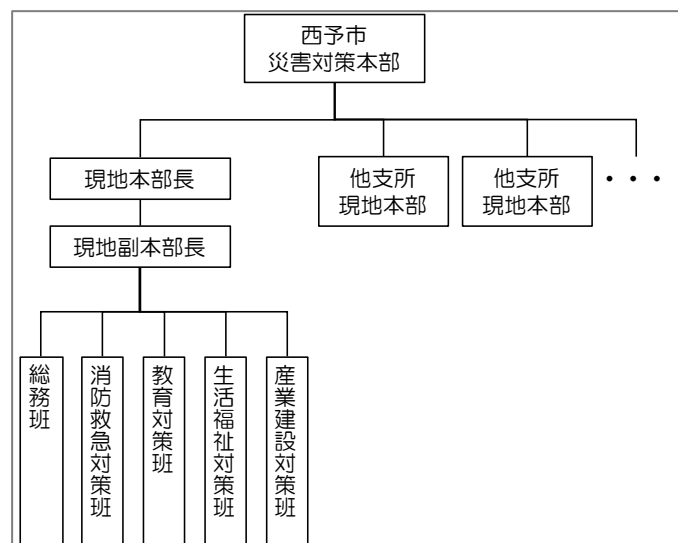 西予市
災害対策本部
現地本部長
他支所
現地本部
他支所
現地本部
・・・
現地副本部長
総務班
消防救急対策班
教育対策班
生活福祉対策班
産業建設対策班